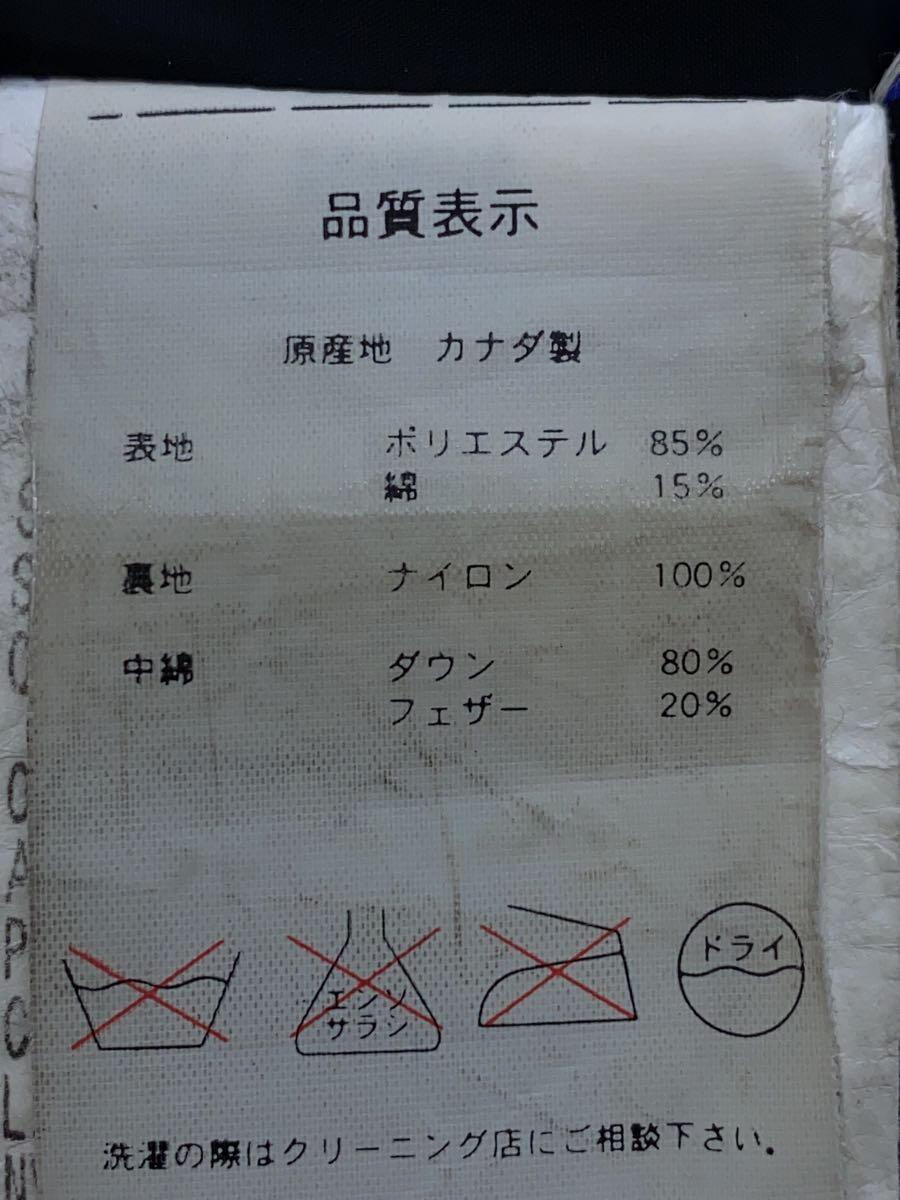 品質表示
原産地 カナダ製
表地 ポリエステル 85%
綿 15%
裏地 ナイロン 100%
中綿 ダウン 80%
フェザー 20%
エンソ
サラシ
ドライ
洗濯の際はクリーニング店にご相談下さい.